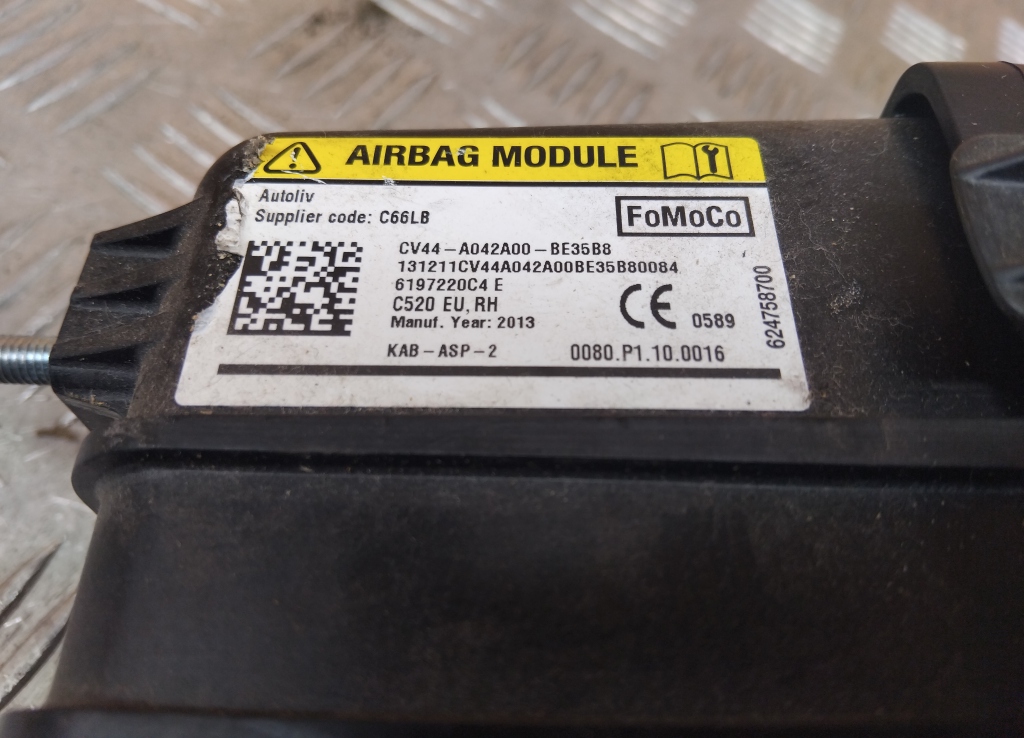 AIRBAG MODULE
Autoliv
Supplier code: C66LB
FoMoCo
CV44-A042A00-BE35B8
131211CV44A042A00BE35B80084
6197220C4 E
C520 EU, RH
Manuf. Year: 2013
CE 0589
KAB-ASP-2
0080.P1.10.0016
624758700